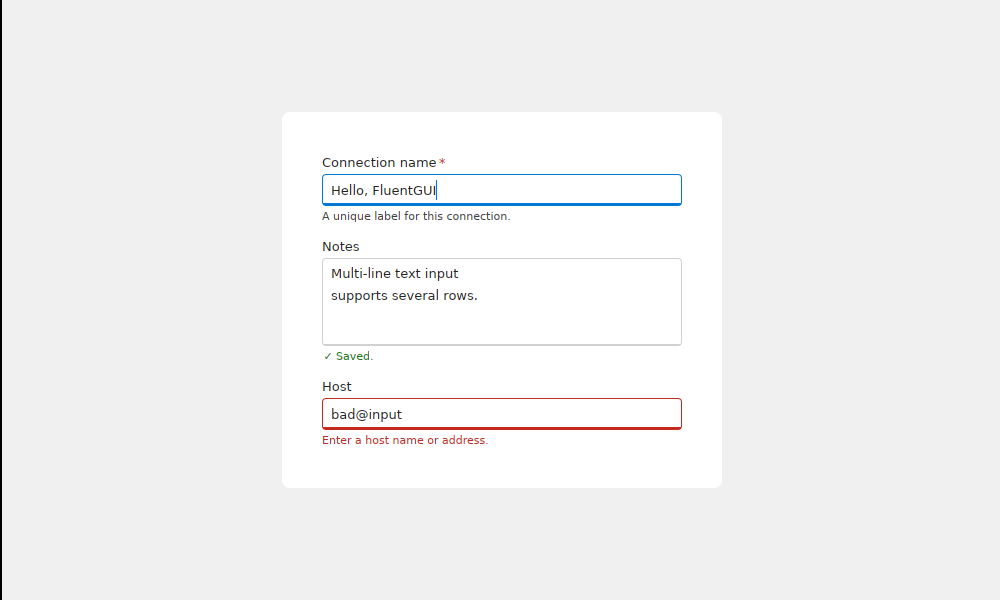 Connection name *
Hello, FluentGUI
A unique label for this connection.
Notes
Multi-line text input
supports several rows.
✓ Saved.
Host
bad@input
Enter a host name or address.